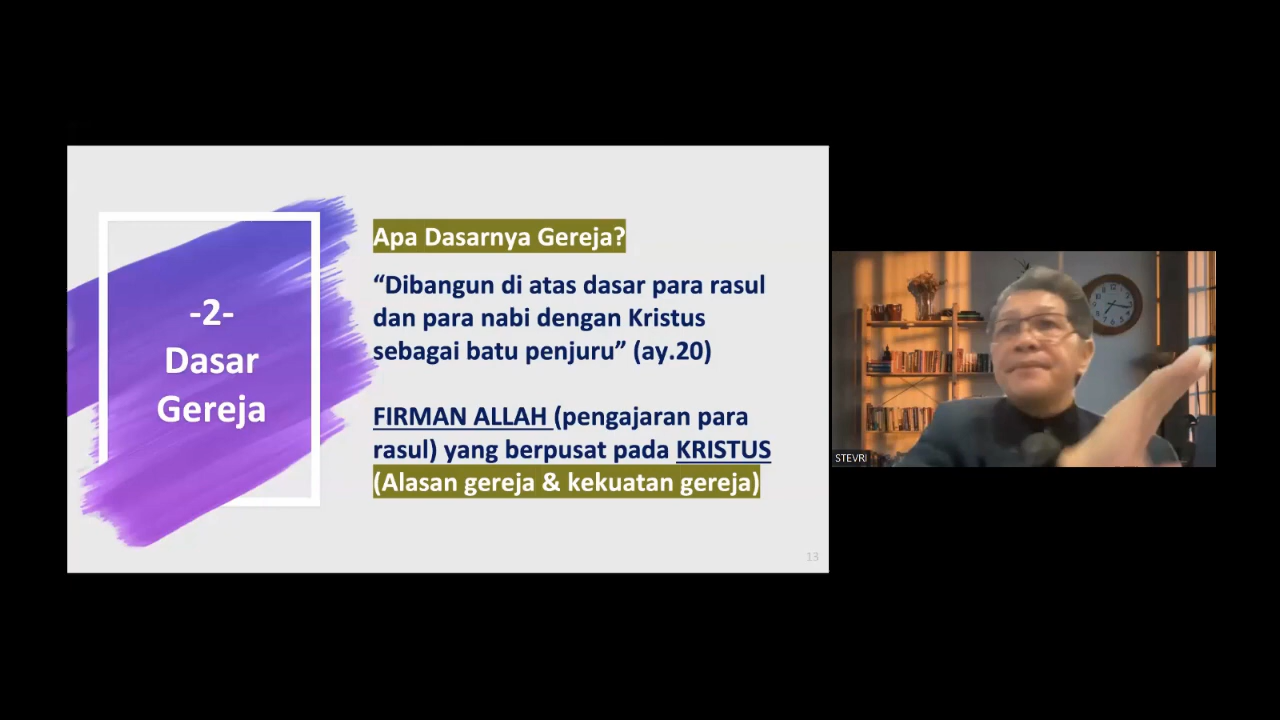 -2-
Dasar
Gereja
Apa Dasarnya Gereja?
“Dibangun di atas dasar para rasul
dan para nabi dengan Kristus
sebagai batu penjuru” (ay.20)
FIRMAN ALLAH (pengajaran para
rasul) yang berpusat pada KRISTUS
(Alasan gereja & kekuatan gereja)
13
STEVRI